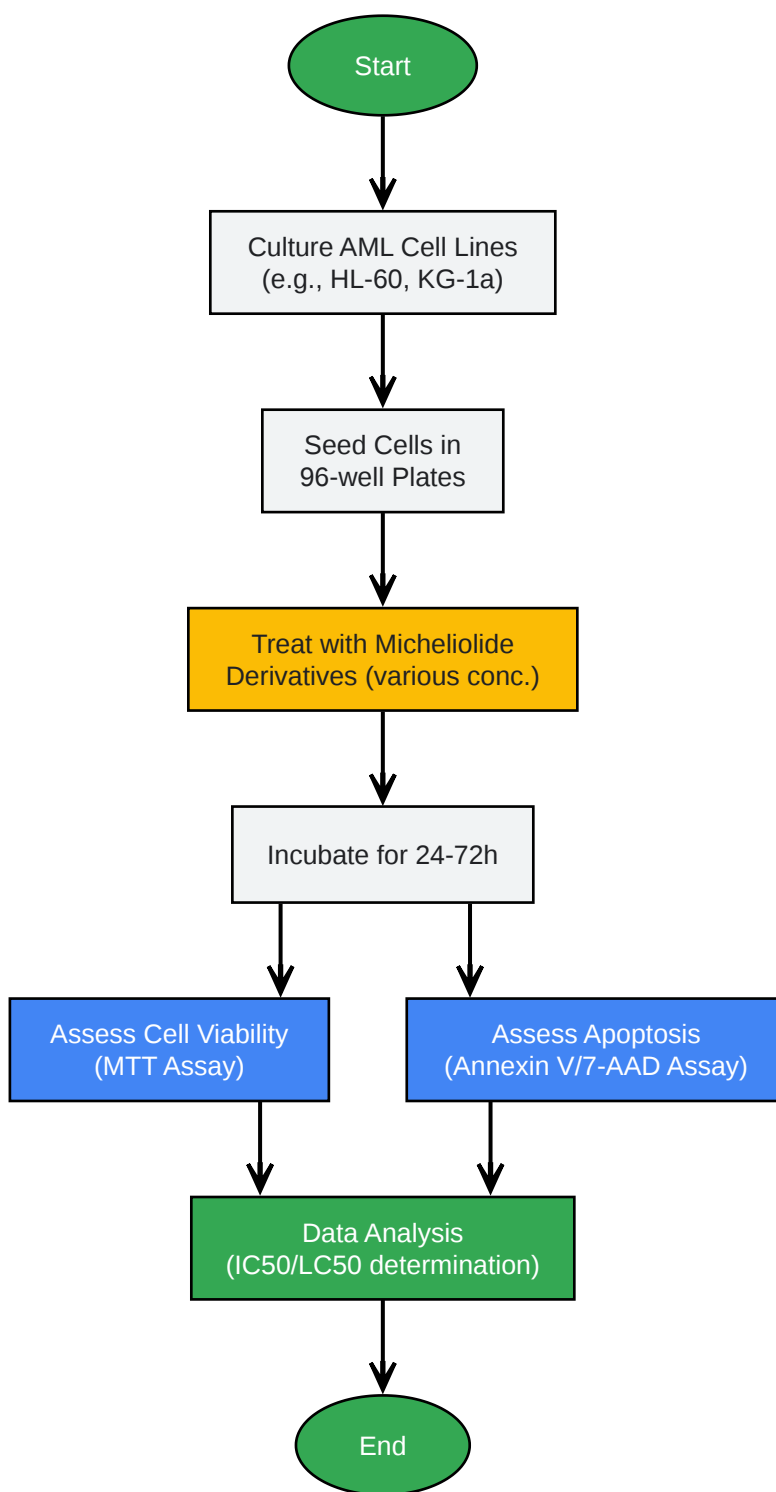 Start
Culture AML Cell Lines
(e.g., HL-60, KG-1a)
Seed Cells in
96-well Plates
Treat with Micheliolide
Derivatives (various conc.)
Incubate for 24-72h
Assess Cell Viability
(MTT Assay)
Assess Apoptosis
(Annexin V/7-AAD Assay)
Data Analysis
(IC50/LC50 determination)
End